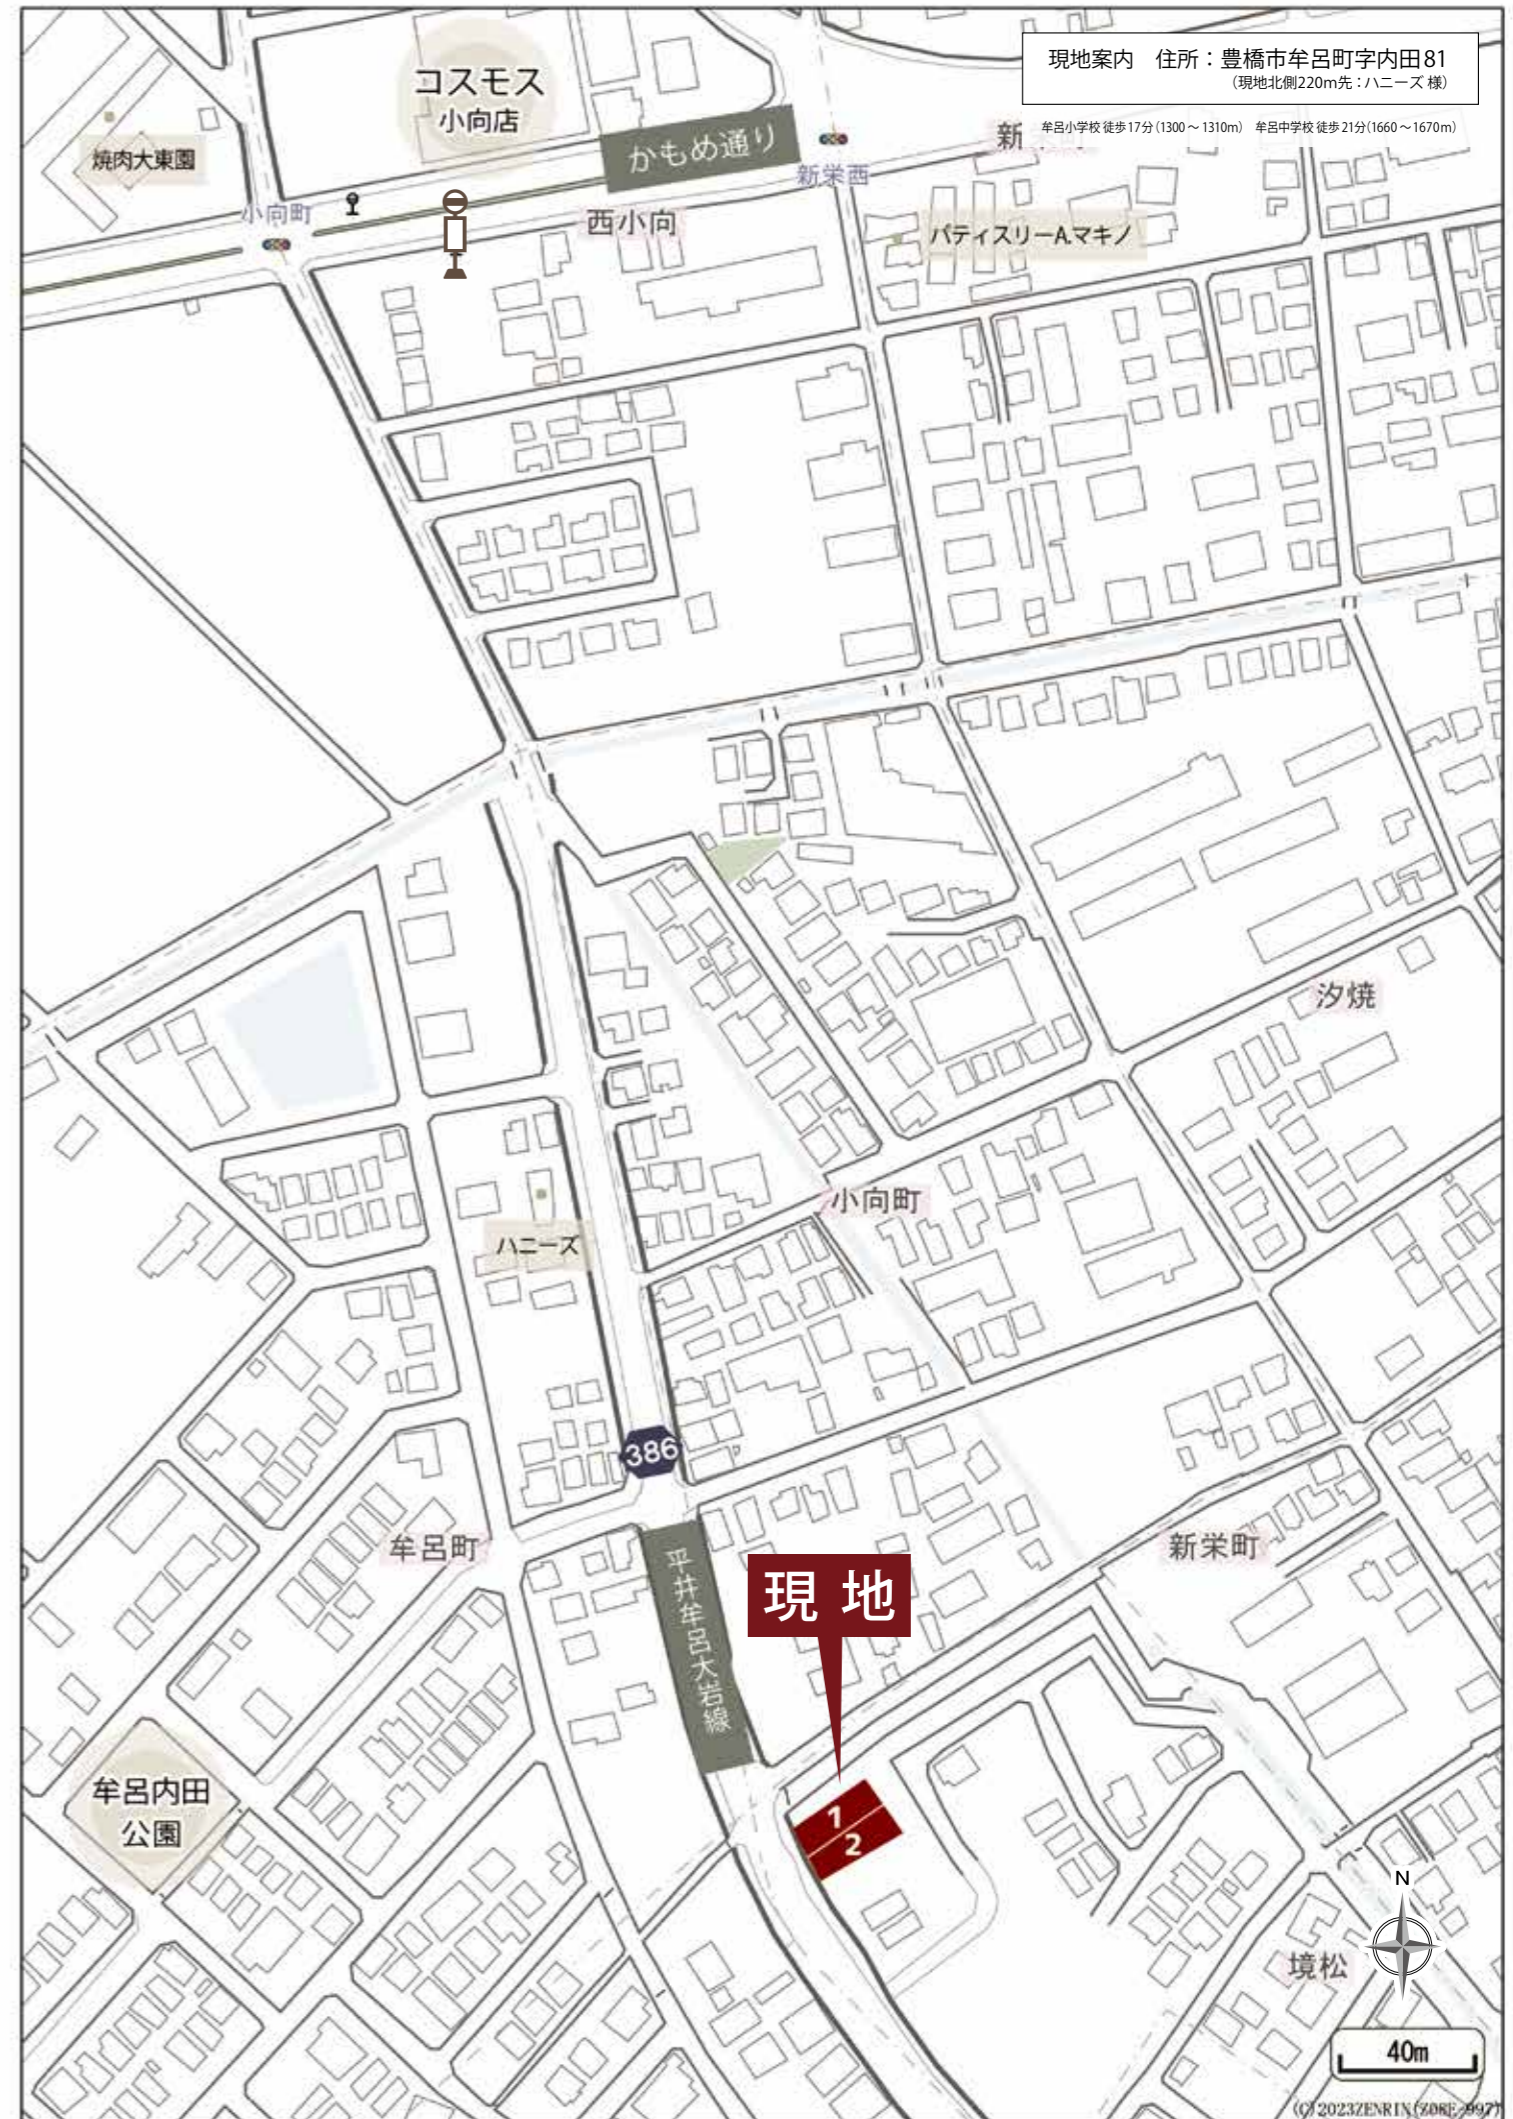 現地案内　住所：豊橋市牟呂町字内田81
（現地北側220m先：ハニーズ 様）
牟呂小学校 徒歩17分（1300～1310m）　牟呂中学校 徒歩21分（1660～1670m）
コスモス
小向店
焼肉大東園
かもめ通り
新栄西
小向町
西小向
パティスリーA.マキノ
汐焼
小向町
ハニーズ
386
牟呂町
新栄町
平井牟呂大岩線
現 地
1
2
牟呂内田
公園
N
境松
40m
(C)2023ZENRIN(Z08E-997)